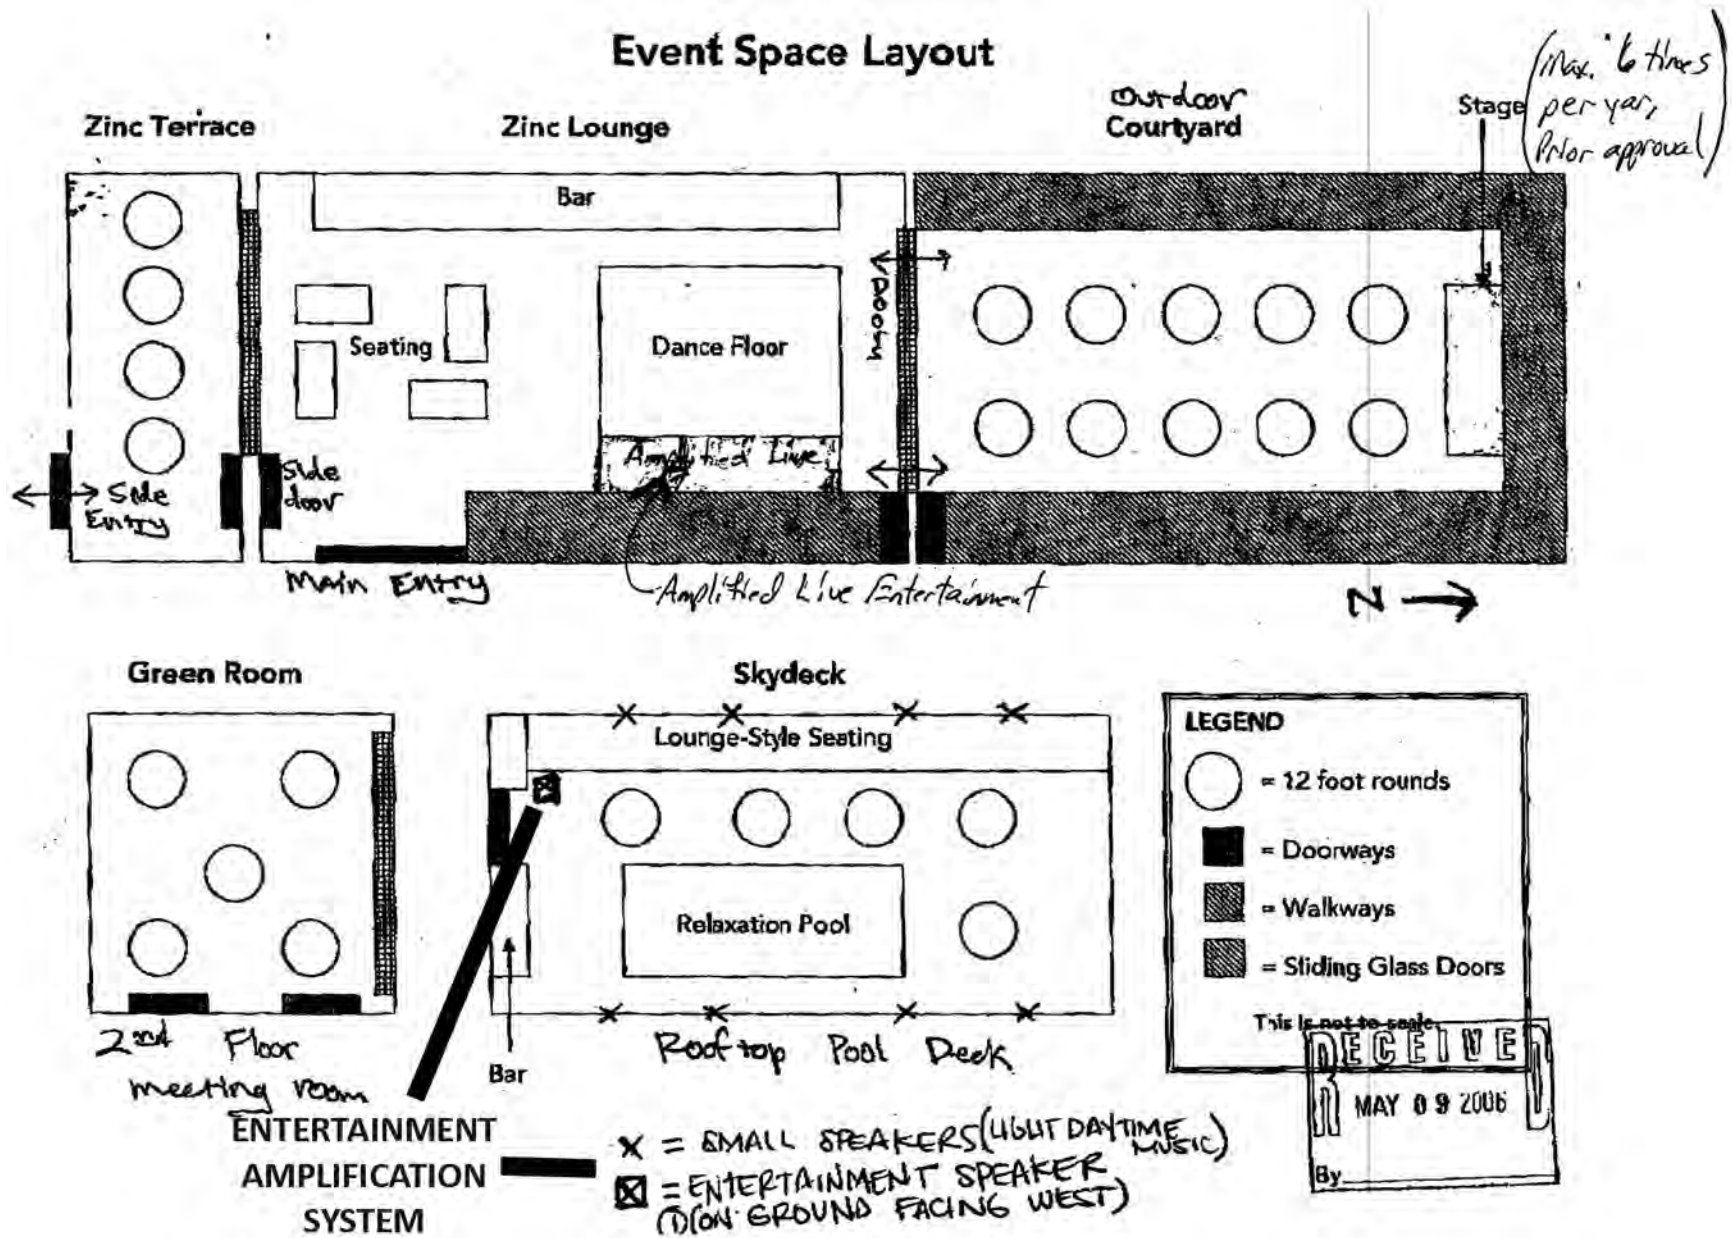 Event Space Layout
(Max. 6 times
per yar,
Prior approval)
Stage
Zinc Terrace
Zinc Lounge
Outdoor
Courtyard
Bar
Seating
Dance Floor
Doors
Amplified Live
Side
Entry
Side
door
Main Entry
Amplified Live Entertainment
N
Green Room
Skydeck
Lounge-Style Seating
Relaxation Pool
Bar
2nd Floor
meeting room
Rooftop Pool Deck
LEGEND
= 12 foot rounds
= Doorways
= Walkways
= Sliding Glass Doors
This is not to scale.
RECEIVED
MAY 09 2006
By
ENTERTAINMENT
AMPLIFICATION
SYSTEM
X = SMALL SPEAKERS (LIGHT DAYTIME
MUSIC)
= ENTERTAINMENT SPEAKER
(1) (ON GROUND FACING WEST)